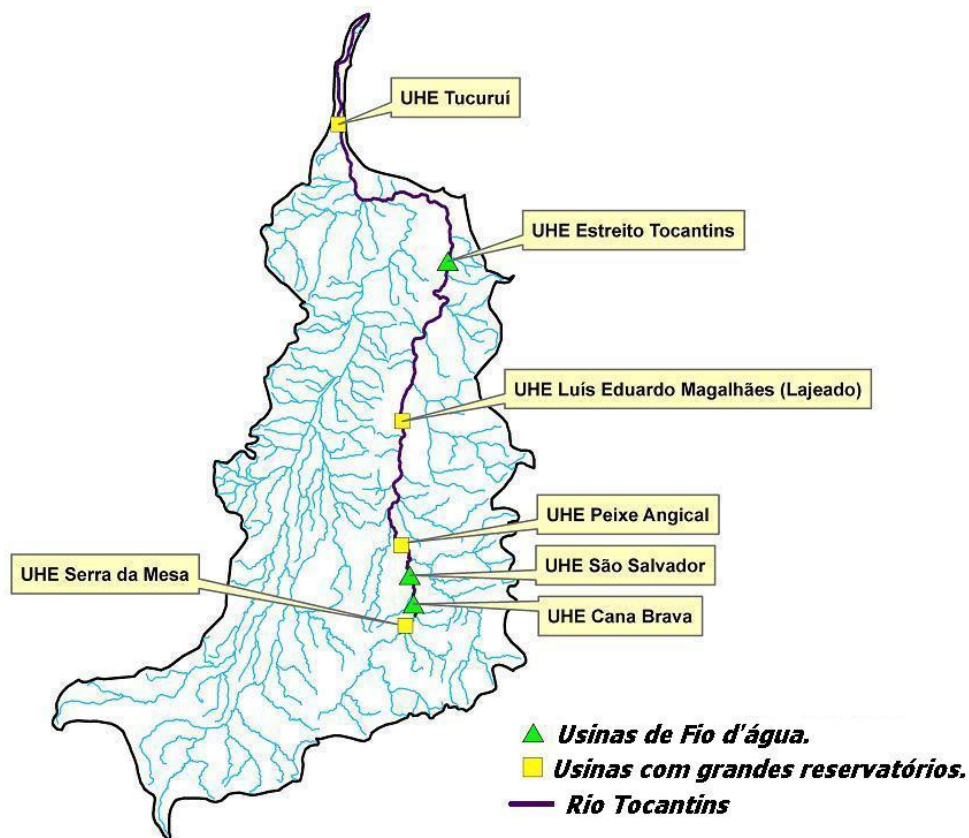 UHE Tucuruí
UHE Estreito Tocantins
UHE Luís Eduardo Magalhães (Lajeado)
UHE Peixe Angical
UHE São Salvador
UHE Serra da Mesa
UHE Cana Brava
Usinas de Fio d'água.
Usinas com grandes reservatórios.
Rio Tocantins